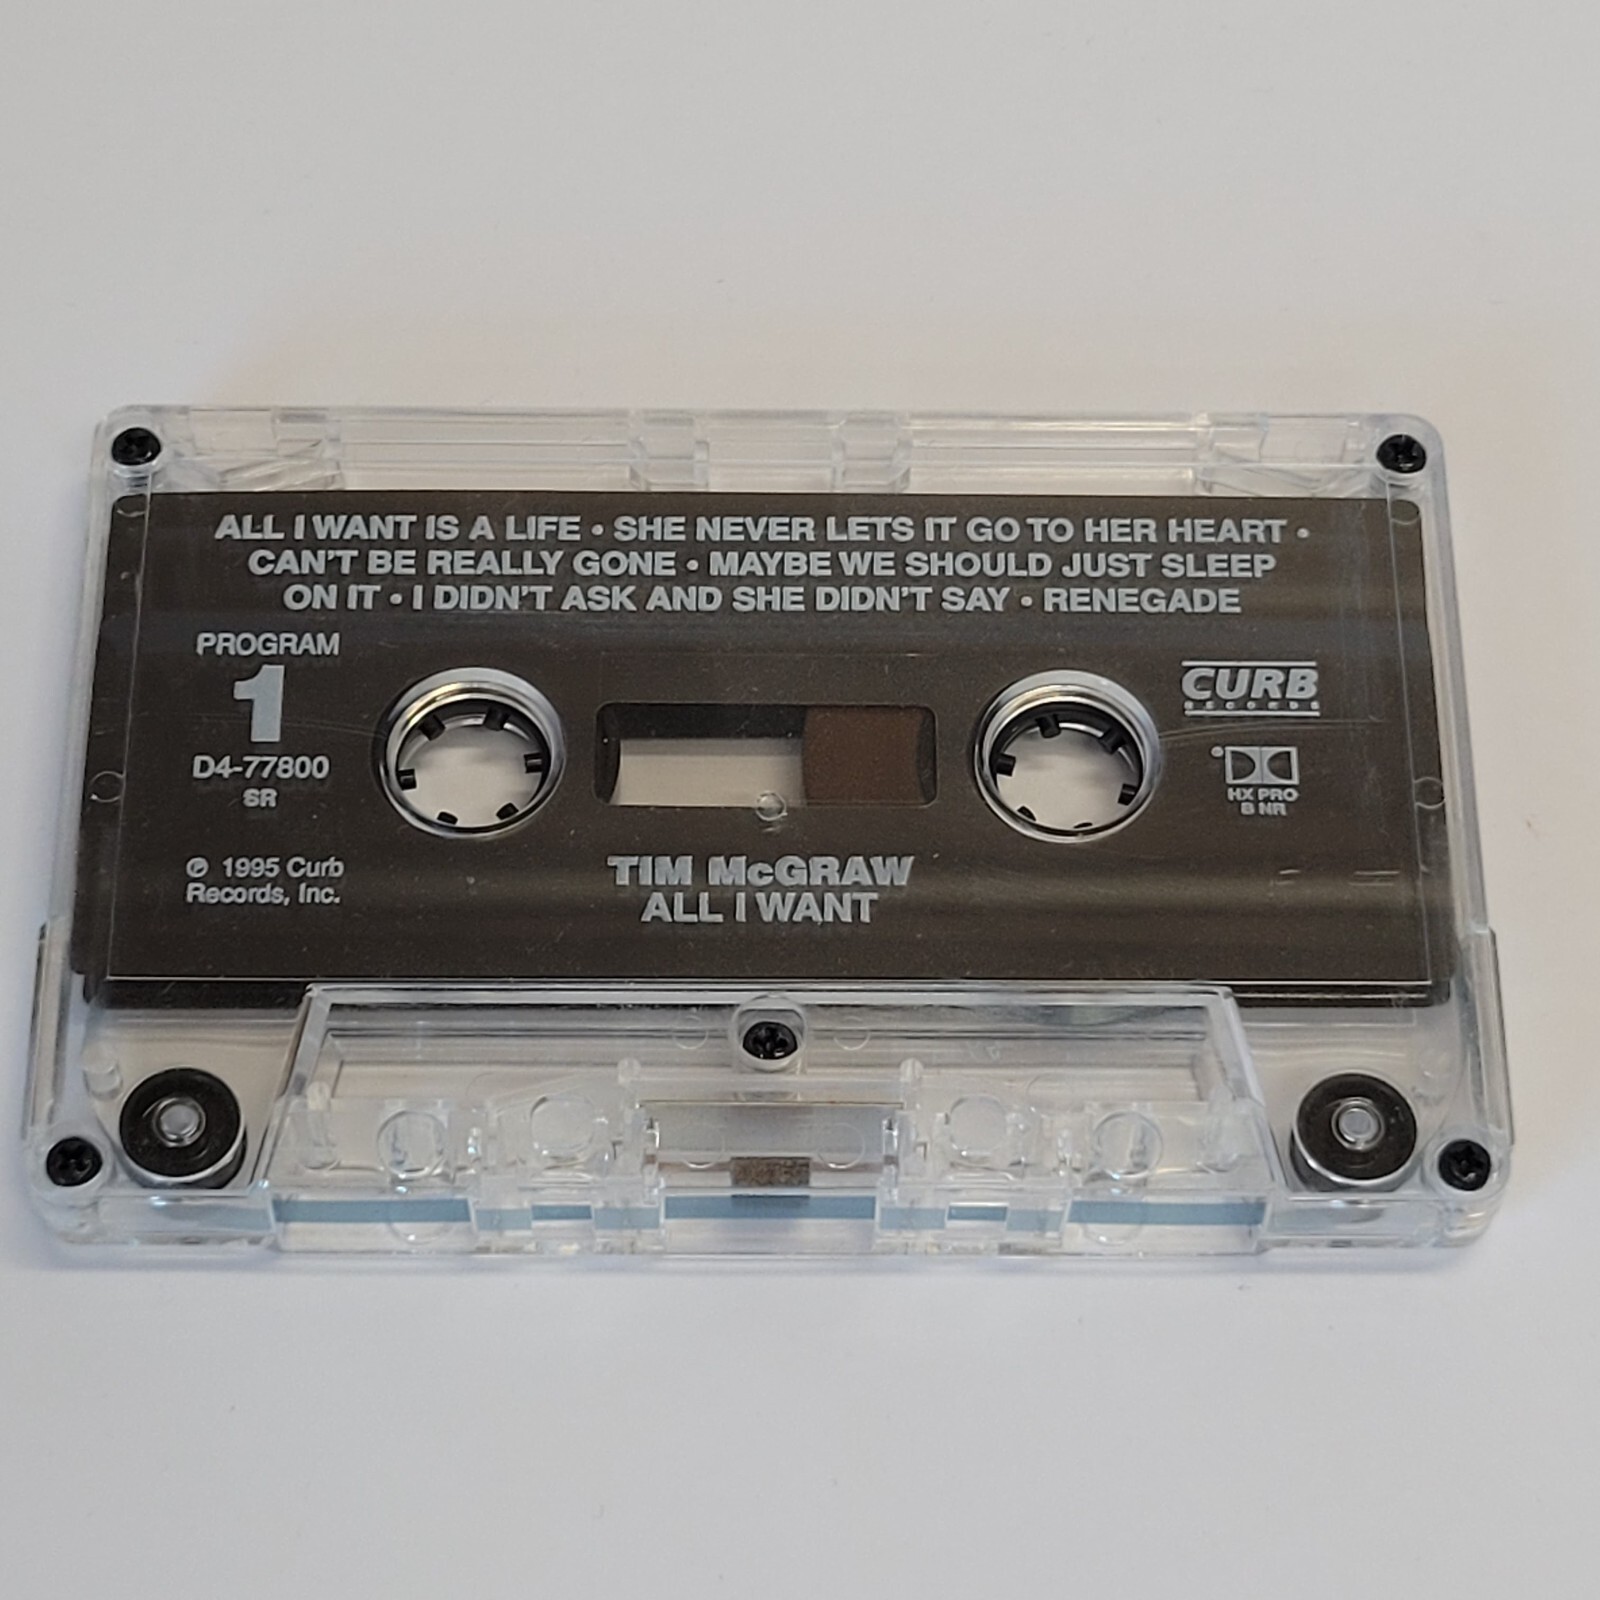 ALL I WANT IS A LIFE • SHE NEVER LETS IT GO TO HER HEART •
CAN'T BE REALLY GONE • MAYBE WE SHOULD JUST SLEEP
ON IT • I DIDN'T ASK AND SHE DIDN'T SAY • RENEGADE
PROGRAM
1
D4-77800
SR
℗ 1995 Curb
Records, Inc.
TIM McGRAW
ALL I WANT
CURB
RECORDS
HX PRO
B NR